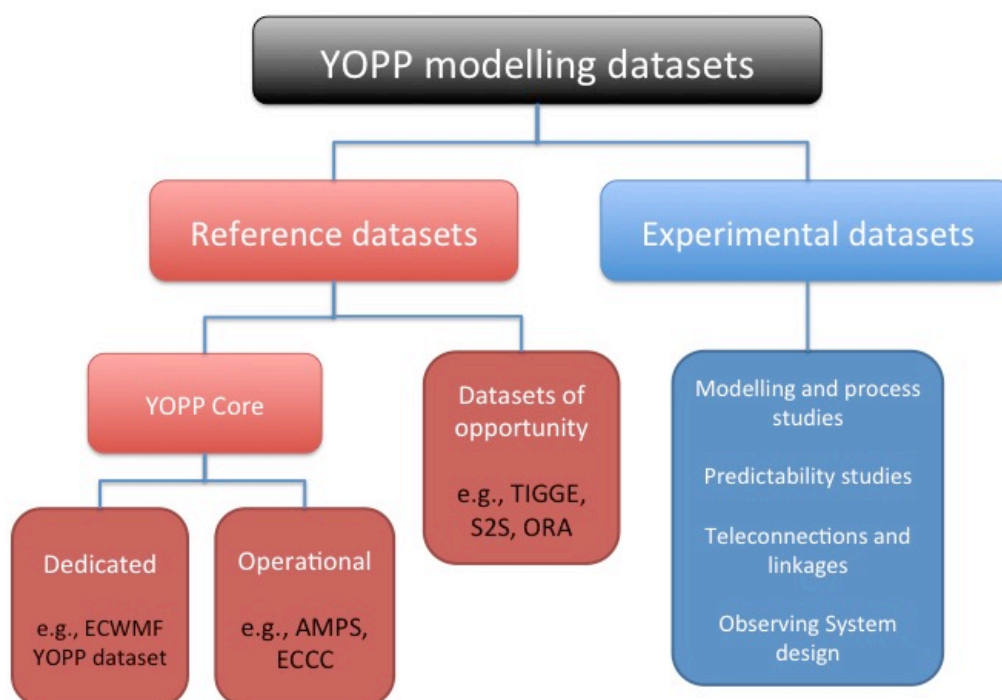 YOPP modelling datasets
Reference datasets
Experimental datasets
YOPP Core
Datasets of
opportunity
e.g., TIGGE,
S2S, ORA
Modelling and process
studies
Predictability studies
Teleconnections and
linkages
Observing System
design
Dedicated
e.g., ECWMF
YOPP dataset
Operational
e.g., AMPS,
ECCC